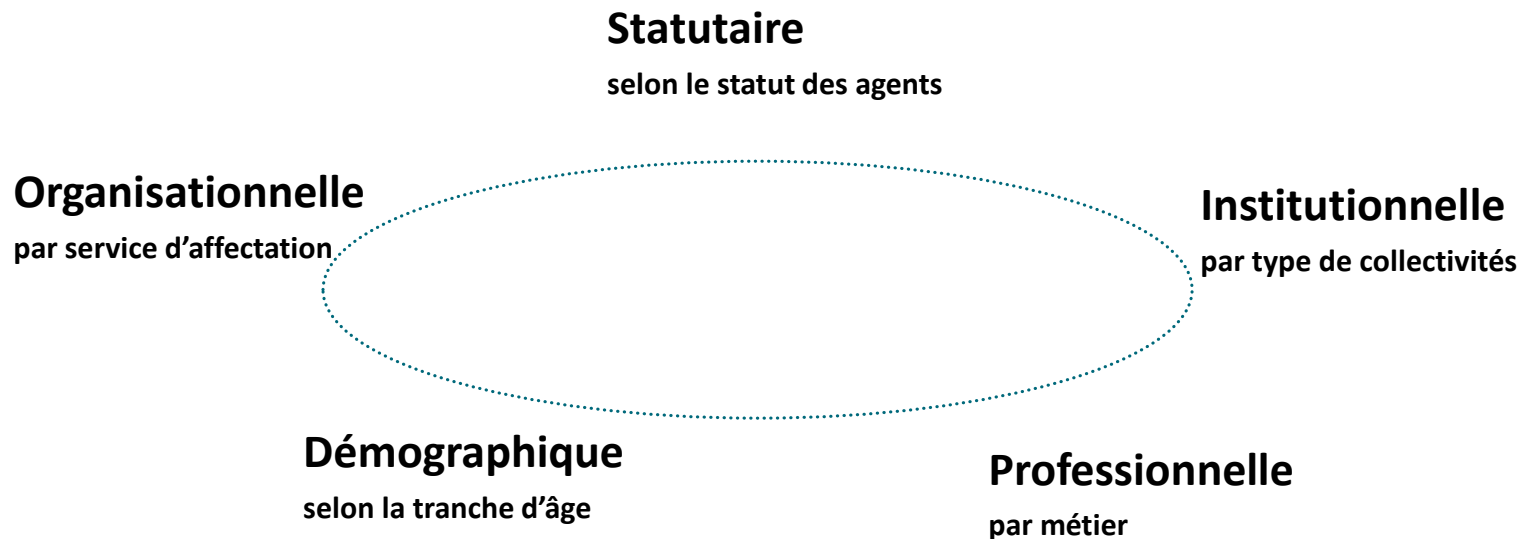 Statutaire
selon le statut des agents
Organisationnelle
par service d’affectation
Institutionnelle
par type de collectivités
Démographique
selon la tranche d’âge
Professionnelle
par métier